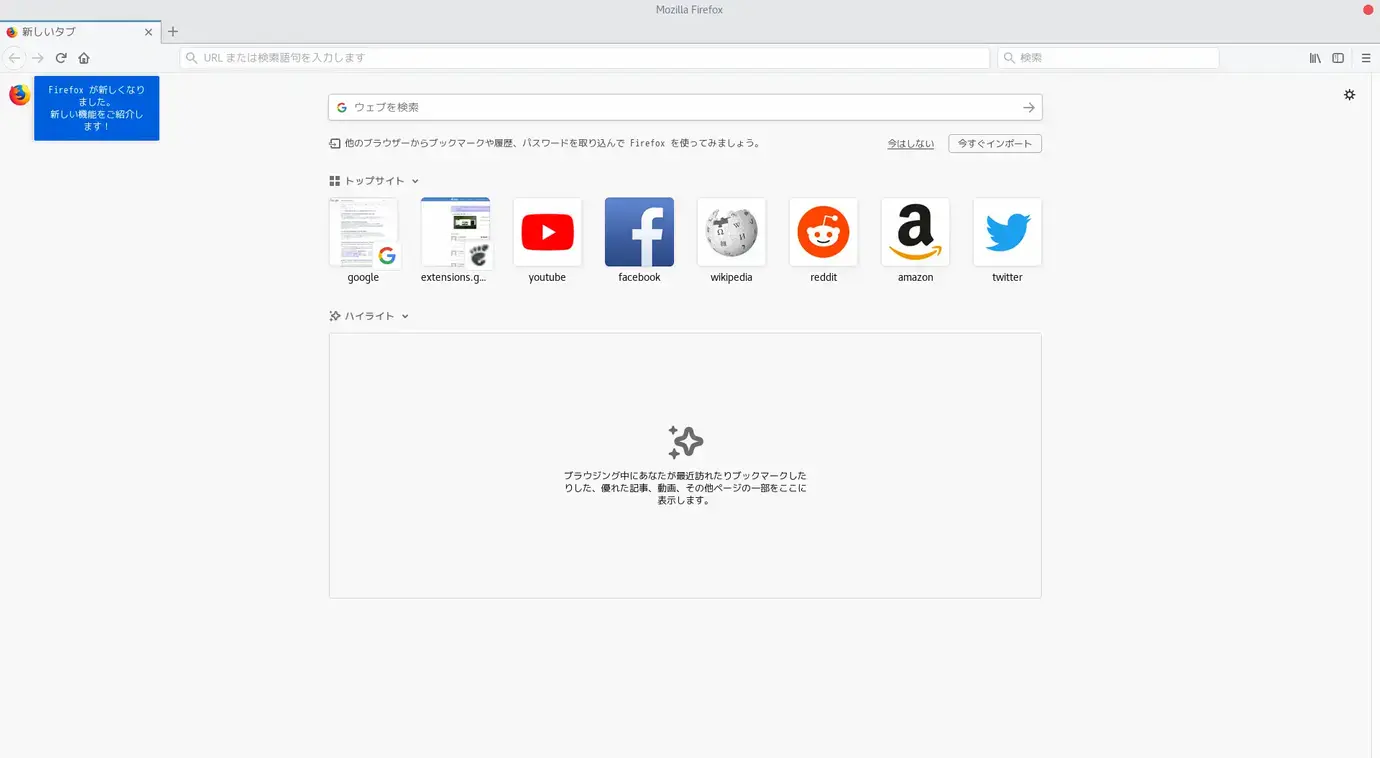 Mozilla Firefox
新しいタブ
URL または検索語句を入力します
検索
Firefox が新しくなり
ました。
新しい機能をご紹介し
ます！
ウェブを検索
他のブラウザーからブックマークや履歴、パスワードを取り込んで Firefox を使ってみましょう。
今はしない
今すぐインポート
トップサイト
google
extensions.g...
youtube
facebook
wikipedia
reddit
amazon
twitter
ハイライト
ブラウジング中にあなたが最近訪れたりブックマークした
りした、優れた記事、動画、その他ページの一部をここに
表示します。